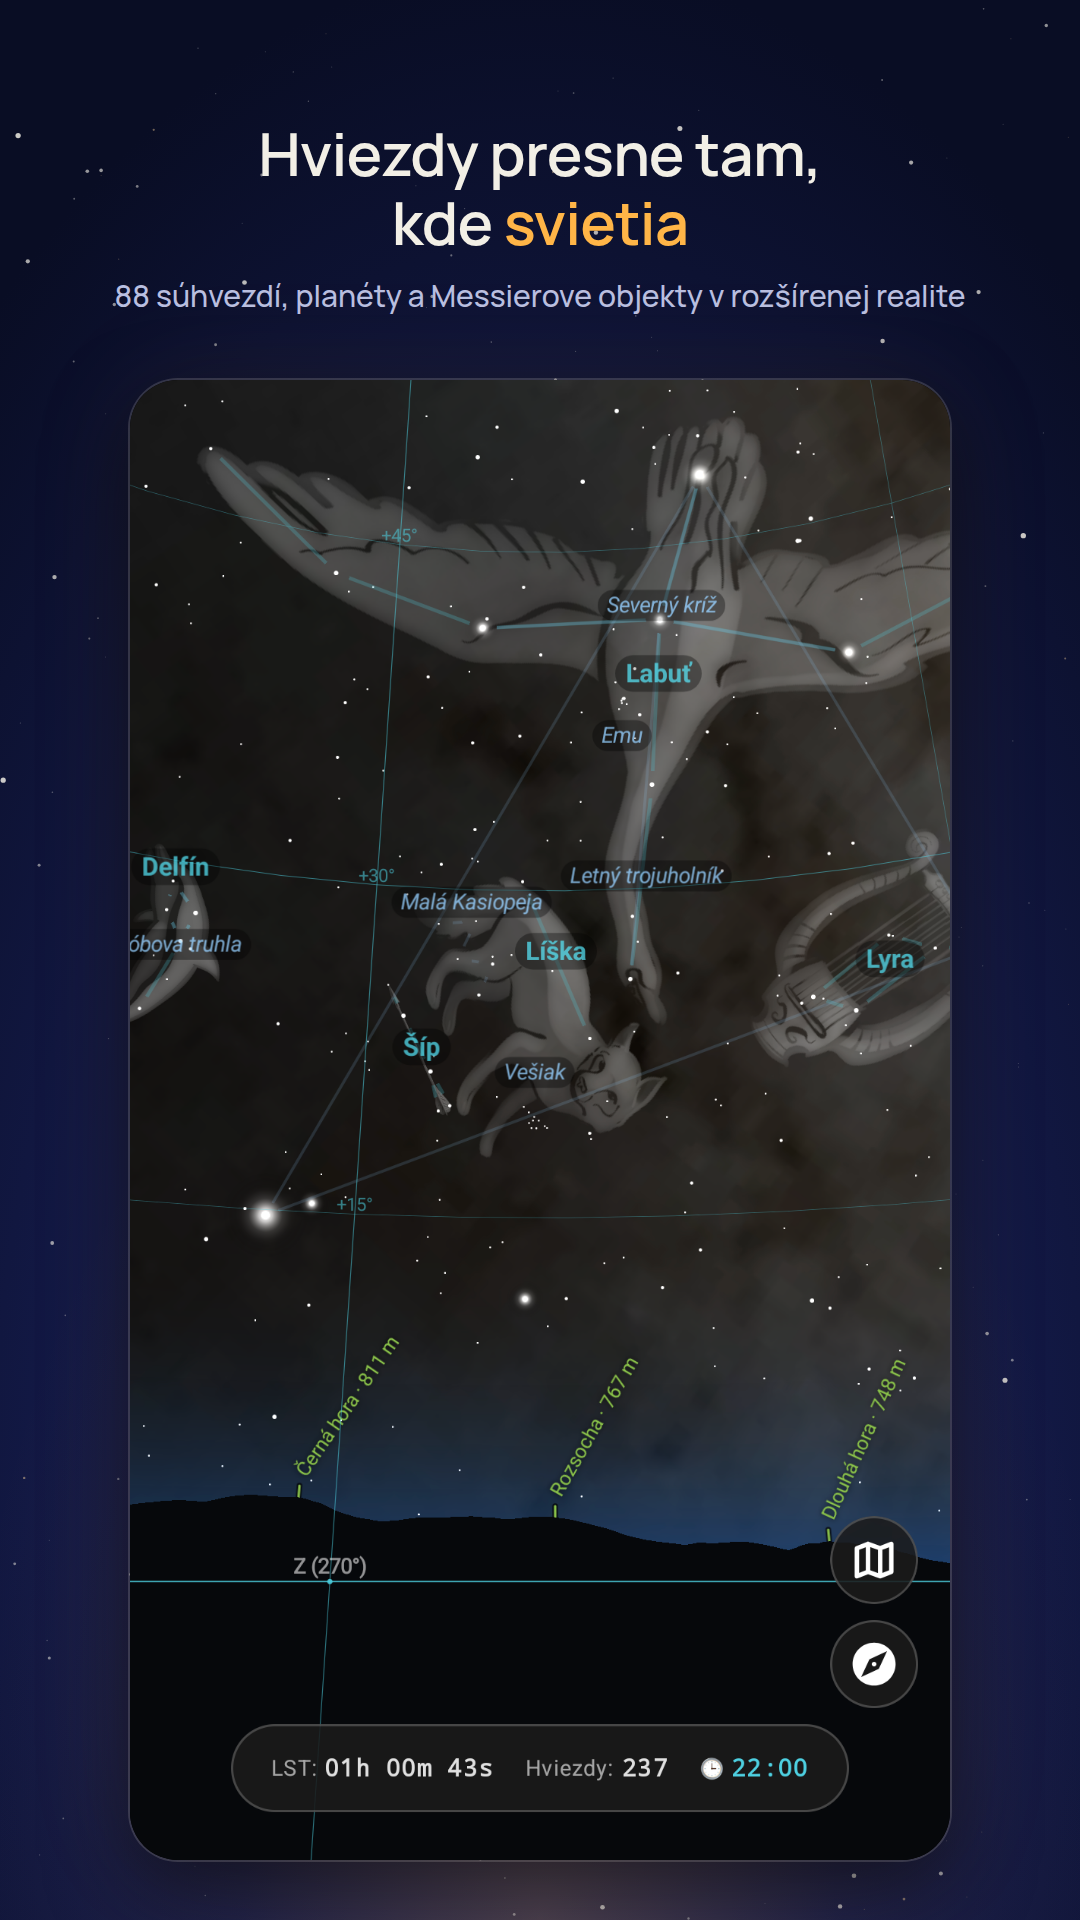 Hviezdy presne tam,
kde svietia
88 súhvezdí, planéty a Messierove objekty v rozšírenej realite
+45°
Severný kríž
Labuť
Emu
Delfín
+30°
Letný trojuholník
Malá Kasiopeja
óbova truhla
Líška
Lyra
Šíp
Vešiak
+15°
Černá hora · 811 m
Rozsocha · 767 m
Dlouhá hora · 748 m
Z (270°)
LST: 01h 00m 43s Hviezdy: 237 22:00